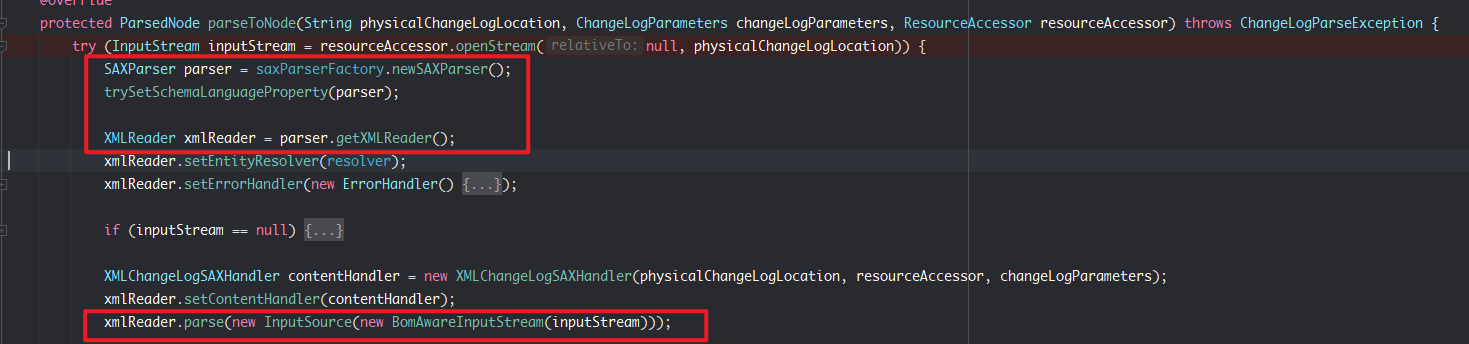 @Override
protected ParsedNode parseToNode(String physicalChangeLogLocation, ChangeLogParameters changeLogParameters, ResourceAccessor resourceAccessor) throws ChangeLogParseException {
try (InputStream inputStream = resourceAccessor.openStream( relativeTo: null, physicalChangeLogLocation)) {
SAXParser parser = saxParserFactory.newSAXParser();
trySetSchemaLanguageProperty(parser);
XMLReader xmlReader = parser.getXMLReader();
xmlReader.setEntityResolver(resolver);
xmlReader.setErrorHandler(new ErrorHandler() {...});
if (inputStream == null) {...}
XMLChangeLogSAXHandler contentHandler = new XMLChangeLogSAXHandler(physicalChangeLogLocation, resourceAccessor, changeLogParameters);
xmlReader.setContentHandler(contentHandler);
xmlReader.parse(new InputSource(new BomAwareInputStream(inputStream)));